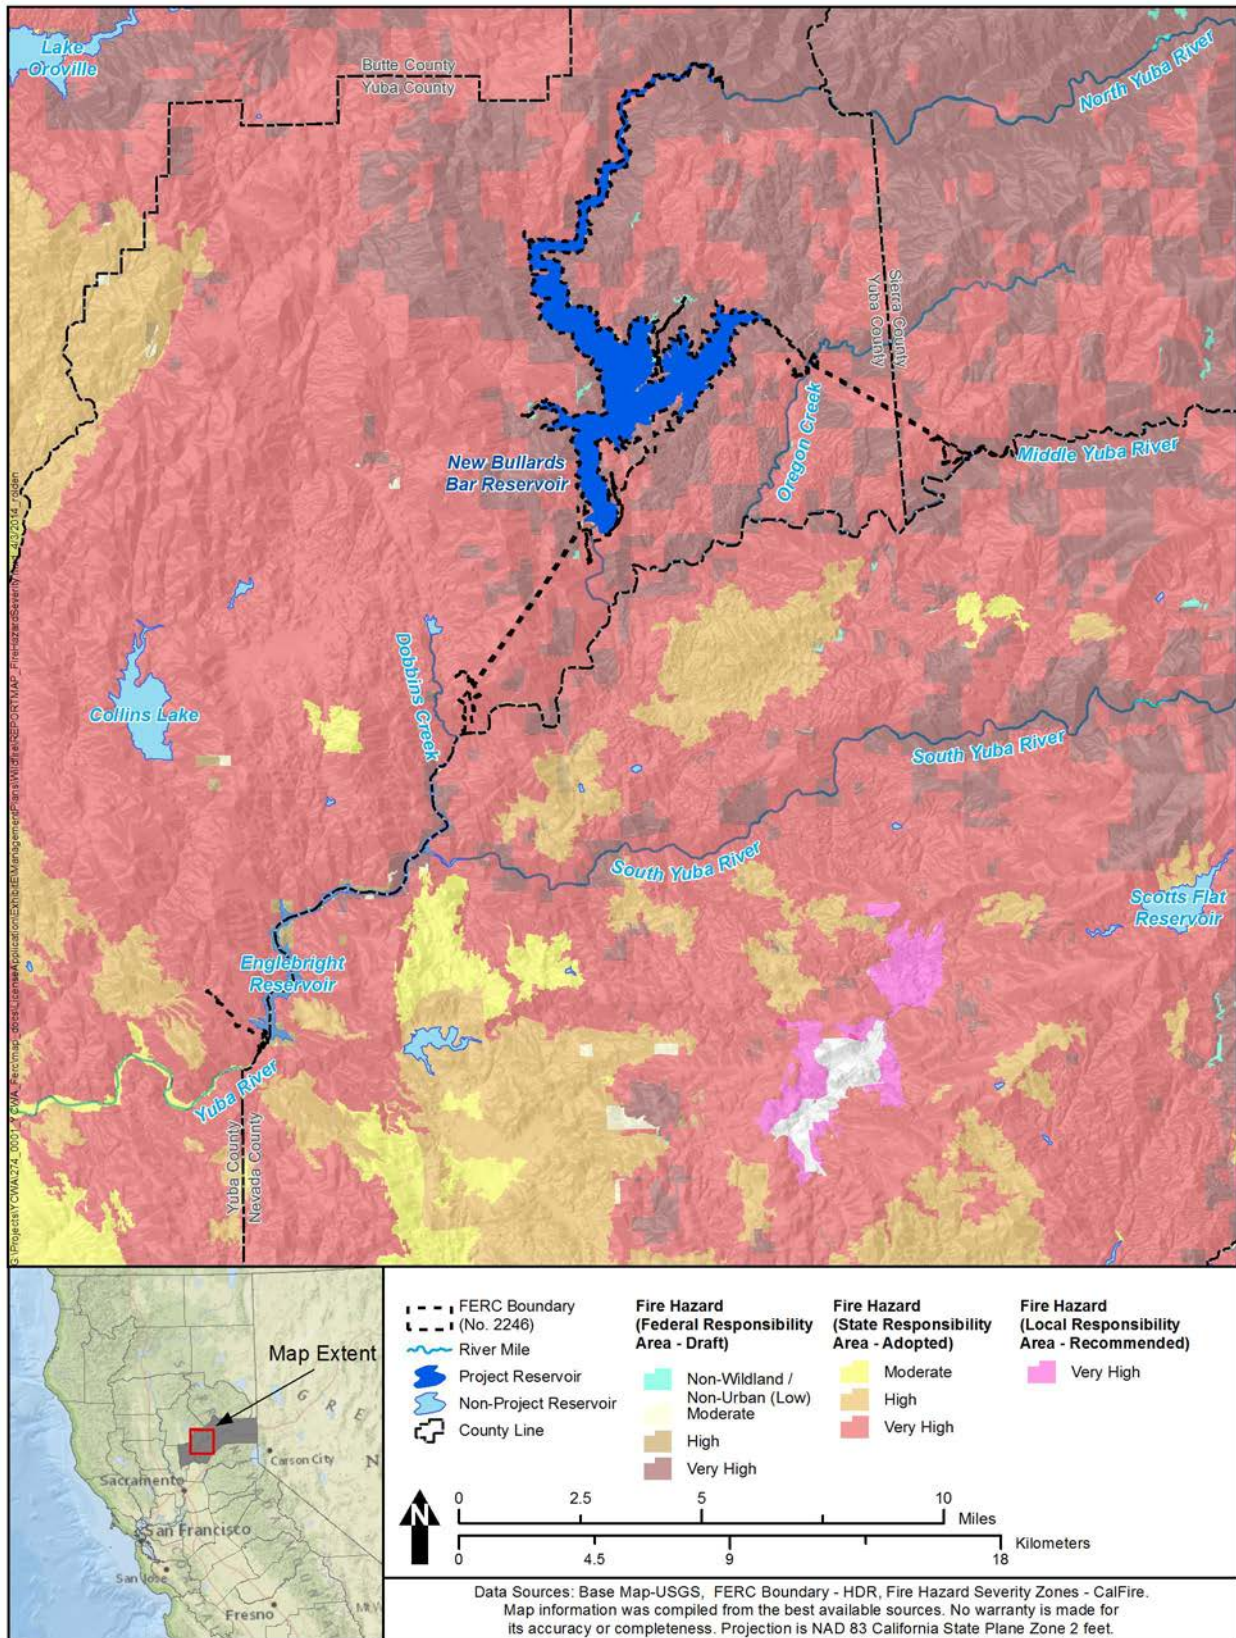 Lake
Oroville
Butte County
Yuba County
North Yuba River
Sierra County
Yuba County
New Bullards
Bar Reservoir
Oregon Creek
Middle Yuba River
Collins Lake
Dobbins Creek
South Yuba River
South Yuba River
Scotts Flat
Reservoir
Englebright
Reservoir
Yuba River
Yuba County
Nevada County
Map Extent
Carson City
Sacramento
San Francisco
San Jose
Fresno
FERC Boundary
(No. 2246)
River Mile
Project Reservoir
Non-Project Reservoir
County Line
Fire Hazard
(Federal Responsibility
Area - Draft)
Non-Wildland /
Non-Urban (Low)
Moderate
High
Very High
Fire Hazard
(State Responsibility
Area - Adopted)
Moderate
High
Very High
Fire Hazard
(Local Responsibility
Area - Recommended)
Very High
N
0 2.5 5 10
Miles
Kilometers
0 4.5 9 18
Data Sources: Base Map-USGS, FERC Boundary - HDR, Fire Hazard Severity Zones - CalFire.
Map information was compiled from the best available sources. No warranty is made for
its accuracy or completeness. Projection is NAD 83 California State Plane Zone 2 feet.